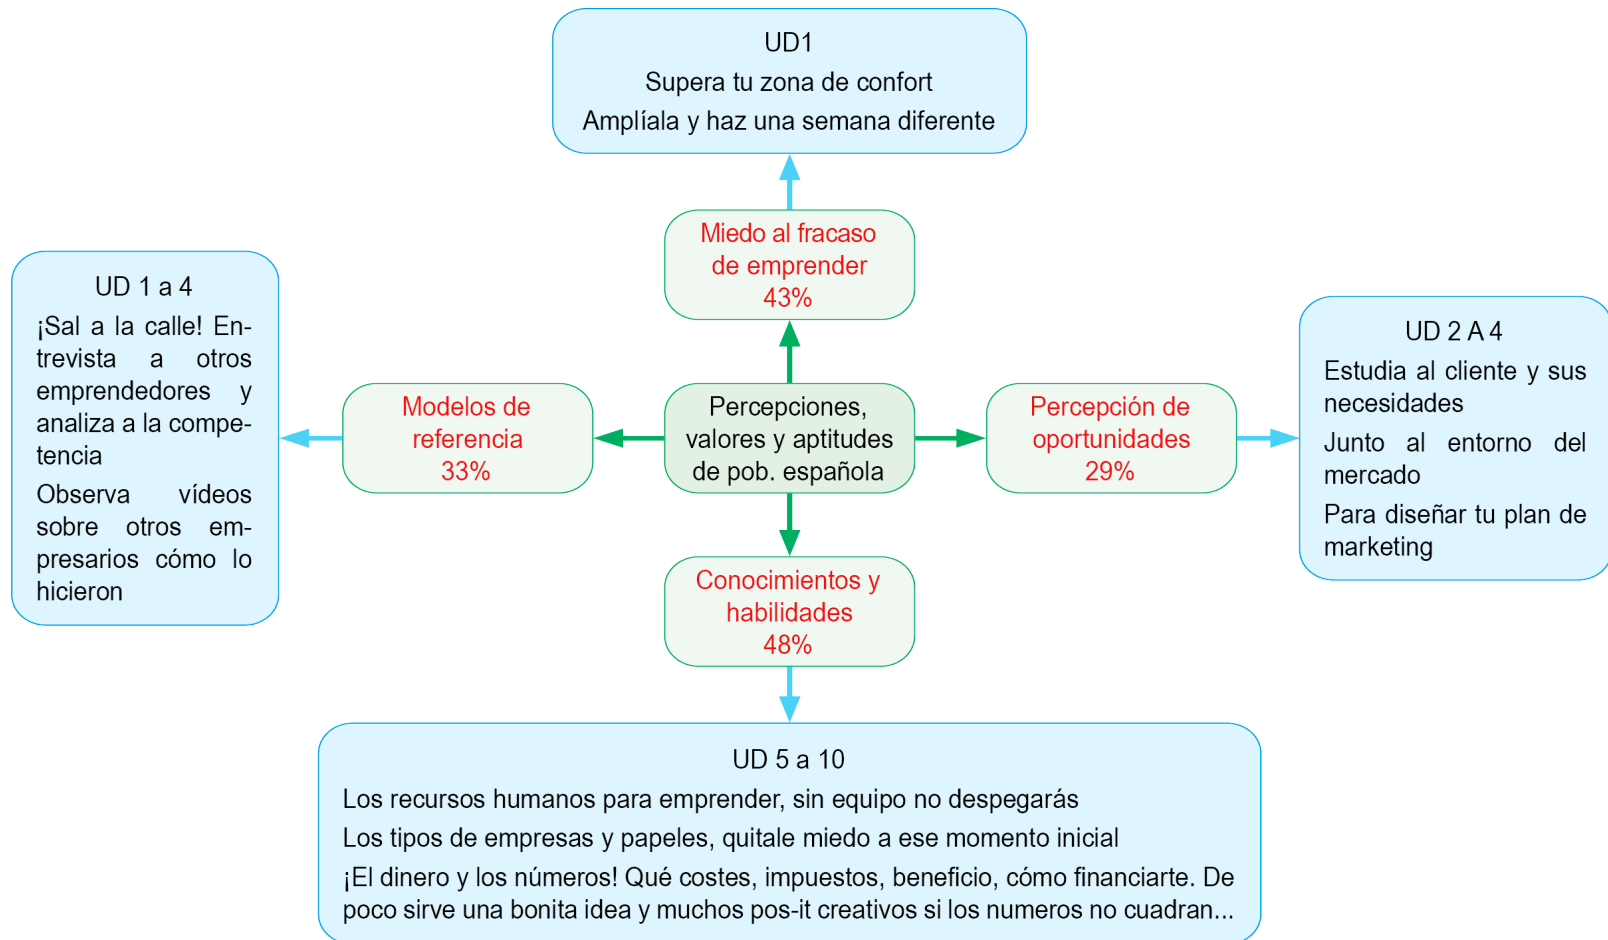 UD1
Supera tu zona de confort
Amplíala y haz una semana diferente
Miedo al fracaso
de emprender
43%
UD 1 a 4
¡Sal a la calle! En-
trevista a otros
emprendedores y
analiza a la compe-
tencia
Observa vídeos
sobre otros em-
presarios cómo lo
hicieron
Modelos de
referencia
33%
Percepciones,
valores y aptitudes
de pob. española
Percepción de
oportunidades
29%
UD 2 A 4
Estudia al cliente y sus
necesidades
Junto al entorno del
mercado
Para diseñar tu plan de
marketing
Conocimientos y
habilidades
48%
UD 5 a 10
Los recursos humanos para emprender, sin equipo no despegarás
Los tipos de empresas y papeles, quitale miedo a ese momento inicial
¡El dinero y los números! Qué costes, impuestos, beneficio, cómo financiarte. De
poco sirve una bonita idea y muchos pos-it creativos si los numeros no cuadran...